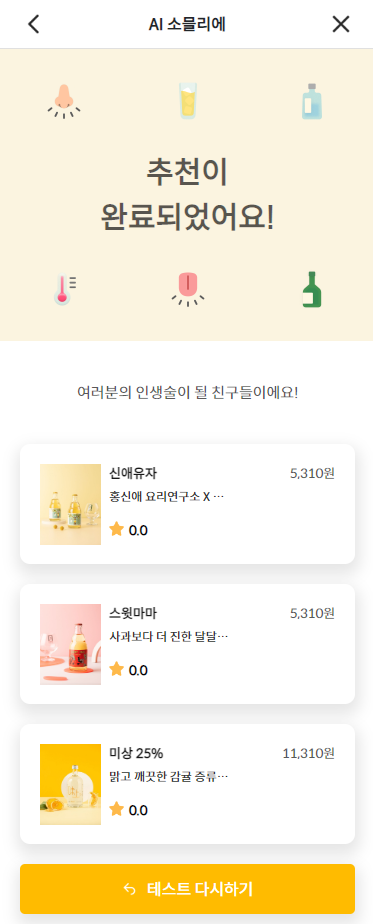 AI 소믈리에
추천이
완료되었어요!
여러분의 인생술이 될 친구들이에요!
신애유자 5,310원
홍신애 요리연구소 X ···
0.0
스윗마마 5,310원
사과보다 더 진한 달달···
0.0
미상 25% 11,310원
맑고 깨끗한 감귤 증류···
0.0
테스트 다시하기